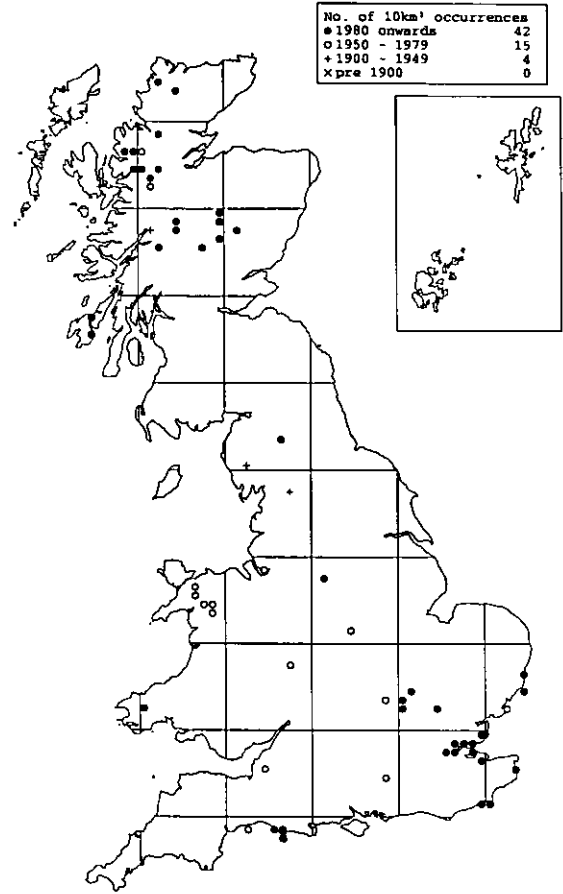 No. of 10km² occurrences
● 1980 onwards 42
○ 1950 - 1979 15
+ 1900 - 1949 4
× pre 1900 0